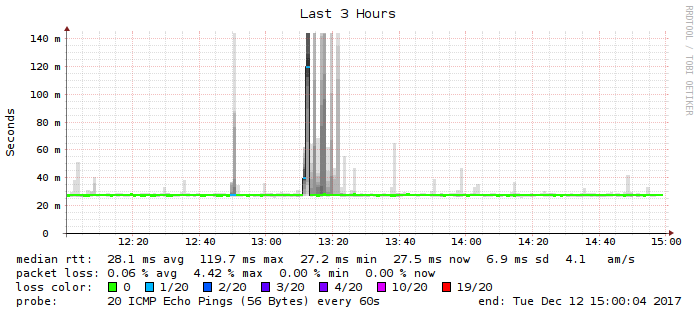 Last 3 Hours
RRDTOOL / TOBI OETIKER
Seconds
140 m
120 m
100 m
80 m
60 m
40 m
20 m
0
12:20 12:40 13:00 13:20 13:40 14:00 14:20 14:40 15:00
median rtt: 28.1 ms avg 119.7 ms max 27.2 ms min 27.5 ms now 6.9 ms sd 4.1 am/s
packet loss: 0.06 % avg 4.42 % max 0.00 % min 0.00 % now
loss color: 0 1/20 2/20 3/20 4/20 10/20 19/20
probe: 20 ICMP Echo Pings (56 Bytes) every 60s end: Tue Dec 12 15:00:04 2017